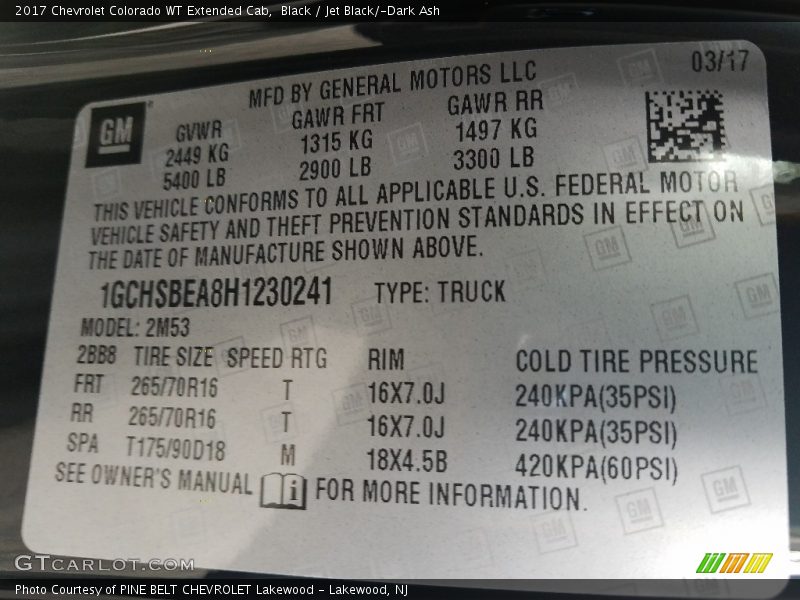 2017 Chevrolet Colorado WT Extended Cab, Black / Jet Black/-Dark Ash
03/17
MFD BY GENERAL MOTORS LLC
GM
GVWR GAWR FRT GAWR RR
2449 KG 1315 KG 1497 KG
5400 LB 2900 LB 3300 LB
THIS VEHICLE CONFORMS TO ALL APPLICABLE U.S. FEDERAL MOTOR
VEHICLE SAFETY AND THEFT PREVENTION STANDARDS IN EFFECT ON
THE DATE OF MANUFACTURE SHOWN ABOVE.
1GCHSBEA8H1230241 TYPE: TRUCK
MODEL: 2M53
2BB8 TIRE SIZE SPEED RTG RIM COLD TIRE PRESSURE
FRT 265/70R16 T 16X7.0J 240KPA(35PSI)
RR 265/70R16 T 16X7.0J 240KPA(35PSI)
SPA T175/90D18 M 18X4.5B 420KPA(60PSI)
SEE OWNER'S MANUAL FOR MORE INFORMATION.
GTCARLOT.COM
Photo Courtesy of PINE BELT CHEVROLET Lakewood - Lakewood, NJ